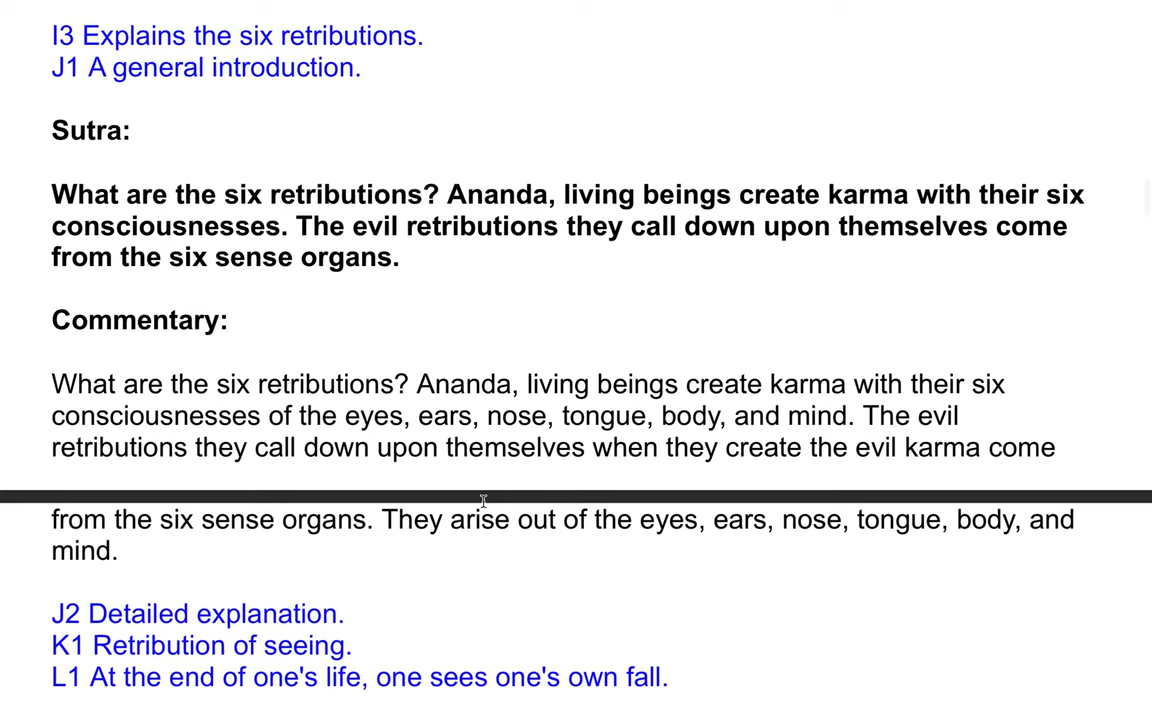 I3 Explains the six retributions.
J1 A general introduction.
Sutra:
What are the six retributions? Ananda, living beings create karma with their six
consciousnesses. The evil retributions they call down upon themselves come
from the six sense organs.
Commentary:
What are the six retributions? Ananda, living beings create karma with their six
consciousnesses of the eyes, ears, nose, tongue, body, and mind. The evil
retributions they call down upon themselves when they create the evil karma come
from the six sense organs. They arise out of the eyes, ears, nose, tongue, body, and
mind.
J2 Detailed explanation.
K1 Retribution of seeing.
L1 At the end of one's life, one sees one's own fall.